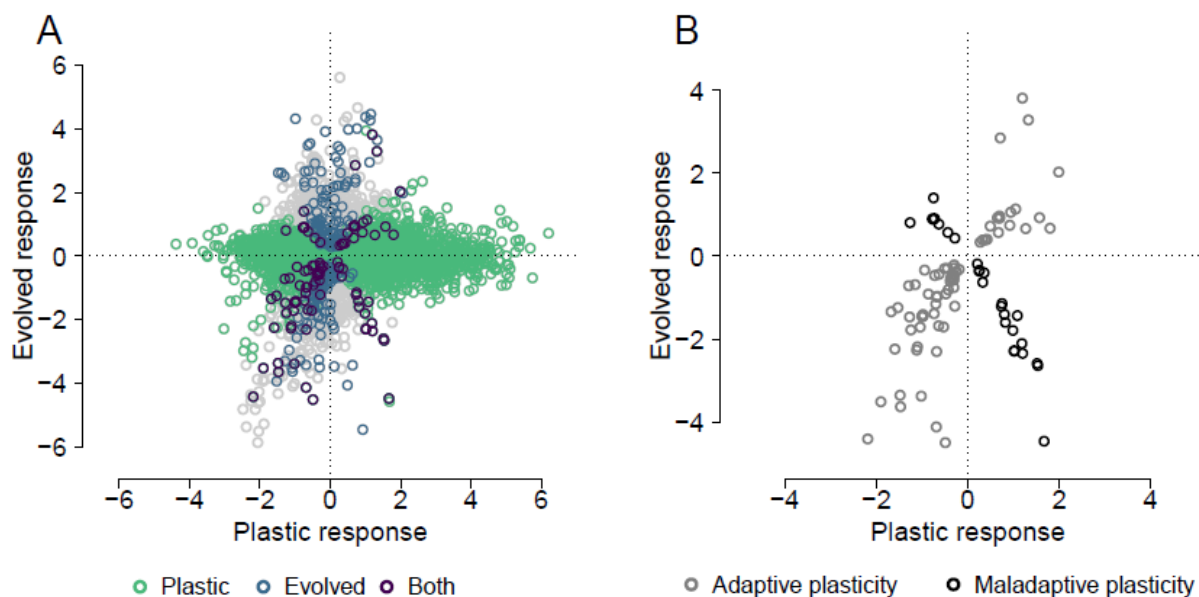 A
B
6
4
2
0
−2
−4
−6
Evolved response
−6 −4 −2 0 2 4 6
Plastic response
Plastic Evolved Both
4
2
0
−2
−4
Evolved response
−4 −2 0 2 4
Plastic response
Adaptive plasticity Maladaptive plasticity